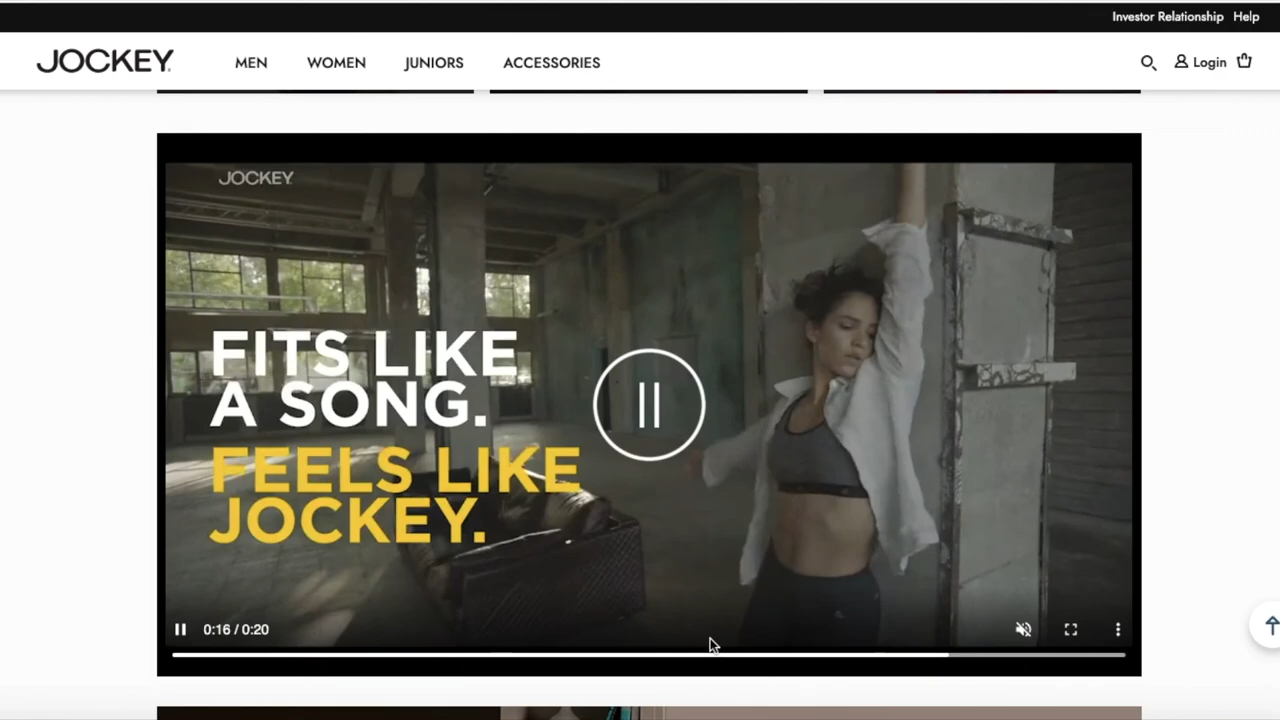 Investor Relationship Help
JOCKEY MEN WOMEN JUNIORS ACCESSORIES Login
JOCKEY
FITS LIKE
A SONG.
FEELS LIKE
JOCKEY.
0:16 / 0:20